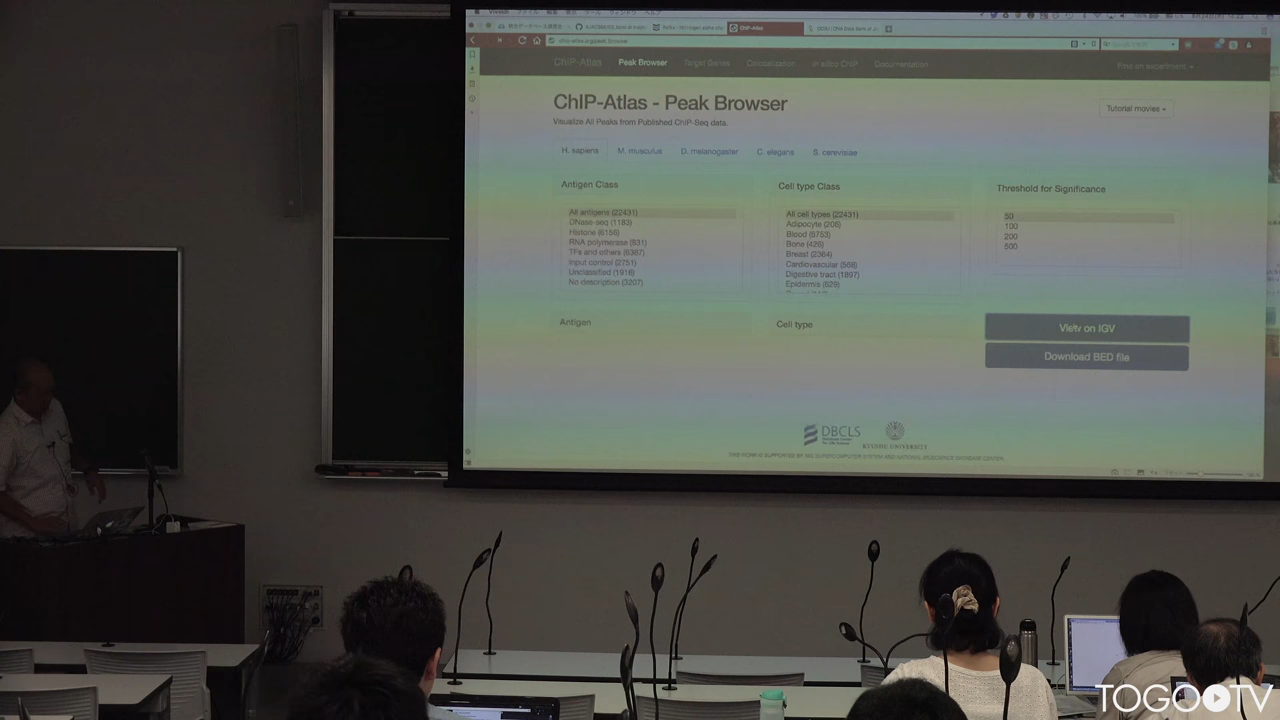 ChIP-Atlas Peak Browser Target Genes Colocalization in silico ChIP Documentation Find an experiment
ChIP-Atlas - Peak Browser
Tutorial movies
Visualize All Peaks from Published ChIP-Seq data.
H. sapiens M. musculus D. melanogaster C. elegans S. cerevisiae
Antigen Class
All antigens (22431)
DNase-seq (1183)
Histone (6156)
RNA polymerase (831)
TFs and others (6387)
Input control (2751)
Unclassified (1916)
No description (3207)
Cell type Class
All cell types (22431)
Adipocyte (206)
Blood (6753)
Bone (426)
Breast (2364)
Cardiovascular (568)
Digestive tract (1897)
Epidermis (629)
Threshold for Significance
50
100
200
500
Antigen
Cell type
View on IGV
Download BED file
DBCLS
KYUSHU UNIVERSITY
TOGOTV